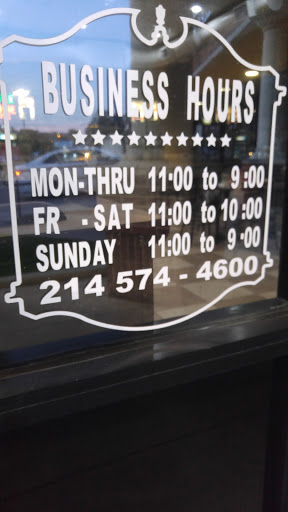 BUSINESS HOURS
MON-THRU 11:00 to 9:00
FR - SAT 11:00 to 10:00
SUNDAY 11:00 to 9:00
214 574 - 4600